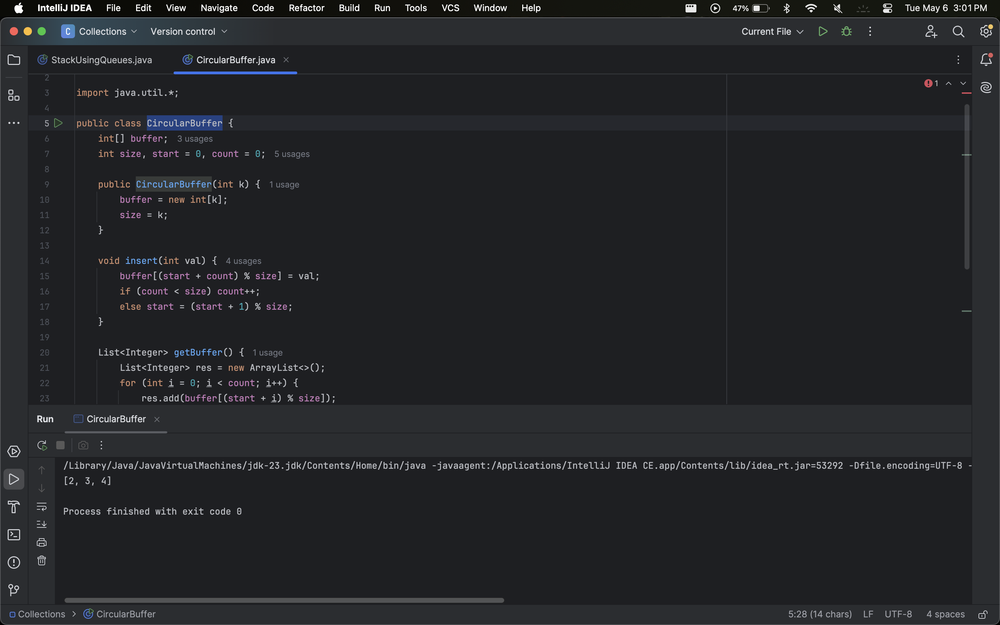 IntelliJ IDEA File Edit View Navigate Code Refactor Build Run Tools VCS Window Help 47% Tue May 6 3:01 PM
C Collections Version control Current File
StackUsingQueues.java CircularBuffer.java
2
3 import java.util.*; 1
4
5 public class CircularBuffer {
6 int[] buffer; 3 usages
7 int size, start = 0, count = 0; 5 usages
8
9 public CircularBuffer(int k) { 1 usage
10 buffer = new int[k];
11 size = k;
12 }
13
14 void insert(int val) { 4 usages
15 buffer[(start + count) % size] = val;
16 if (count < size) count++;
17 else start = (start + 1) % size;
18 }
19
20 List<Integer> getBuffer() { 1 usage
21 List<Integer> res = new ArrayList<>();
22 for (int i = 0; i < count; i++) {
23 res.add(buffer[(start + i) % size]);
Run CircularBuffer
/Library/Java/JavaVirtualMachines/jdk-23.jdk/Contents/Home/bin/java -javaagent:/Applications/IntelliJ IDEA CE.app/Contents/lib/idea_rt.jar=53292 -Dfile.encoding=UTF-8 -
[2, 3, 4]
Process finished with exit code 0
Collections > CircularBuffer 5:28 (14 chars) LF UTF-8 4 spaces